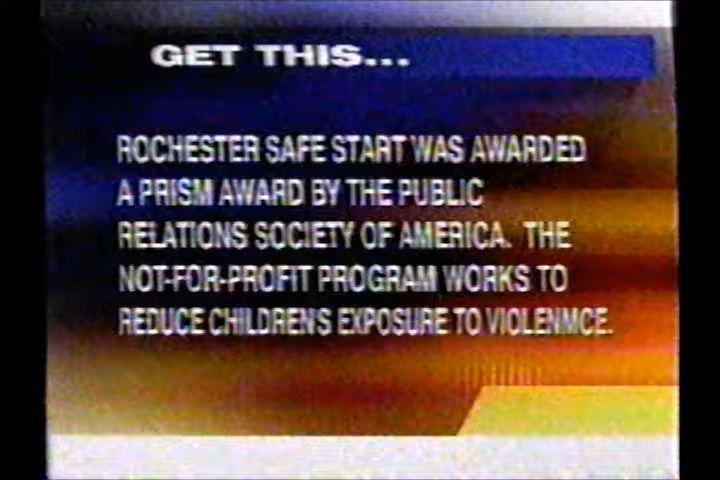 GET THIS...
ROCHESTER SAFE START WAS AWARDED
A PRISM AWARD BY THE PUBLIC
RELATIONS SOCIETY OF AMERICA. THE
NOT-FOR-PROFIT PROGRAM WORKS TO
REDUCE CHILDRENS EXPOSURE TO VIOLENMCE.